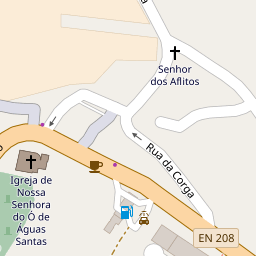 Senhor
dos Aflitos
Rua da Corga
Igreja de
Nossa
Senhora
do Ó de
Águas
Santas
EN 208